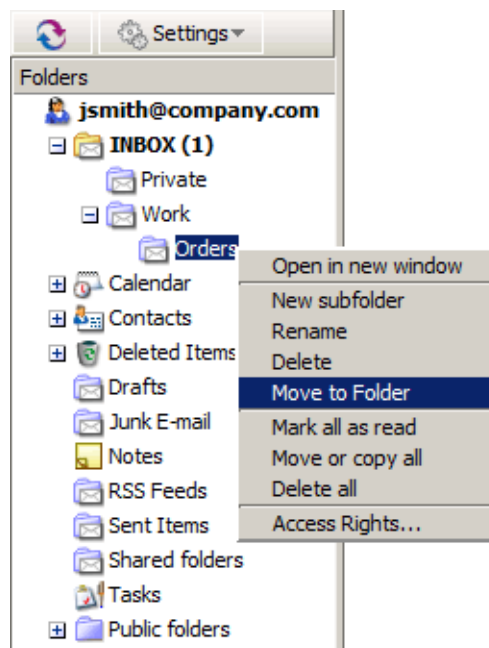 Settings
Folders
jsmith@company.com
INBOX (1)
Private
Work
Orders
Open in new window
New subfolder
Rename
Delete
Move to Folder
Mark all as read
Move or copy all
Delete all
Access Rights...
Calendar
Contacts
Deleted Items
Drafts
Junk E-mail
Notes
RSS Feeds
Sent Items
Shared folders
Tasks
Public folders